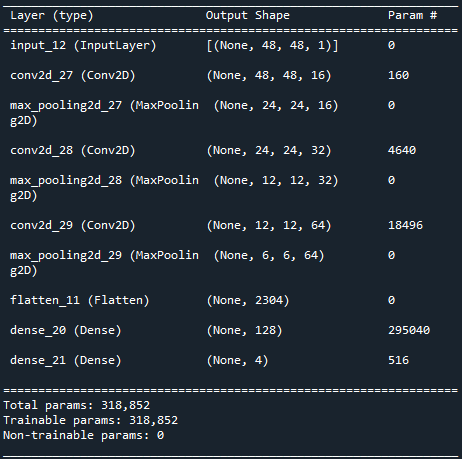 Layer (type) Output Shape Param #
=================================================================
input_12 (InputLayer) [(None, 48, 48, 1)] 0
conv2d_27 (Conv2D) (None, 48, 48, 16) 160
max_pooling2d_27 (MaxPoolin (None, 24, 24, 16) 0
g2D)
conv2d_28 (Conv2D) (None, 24, 24, 32) 4640
max_pooling2d_28 (MaxPoolin (None, 12, 12, 32) 0
g2D)
conv2d_29 (Conv2D) (None, 12, 12, 64) 18496
max_pooling2d_29 (MaxPoolin (None, 6, 6, 64) 0
g2D)
flatten_11 (Flatten) (None, 2304) 0
dense_20 (Dense) (None, 128) 295040
dense_21 (Dense) (None, 4) 516
=================================================================
Total params: 318,852
Trainable params: 318,852
Non-trainable params: 0